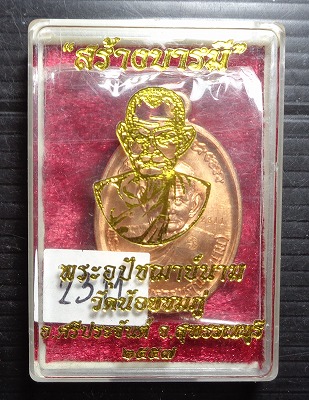 “สร้างบารมี”
พระอุปัชฌาย์นาม
วัดน้อยชมภู่
อ.ศรีประจันต์ จ.สุพรรณบุรี
๒๕๕๗